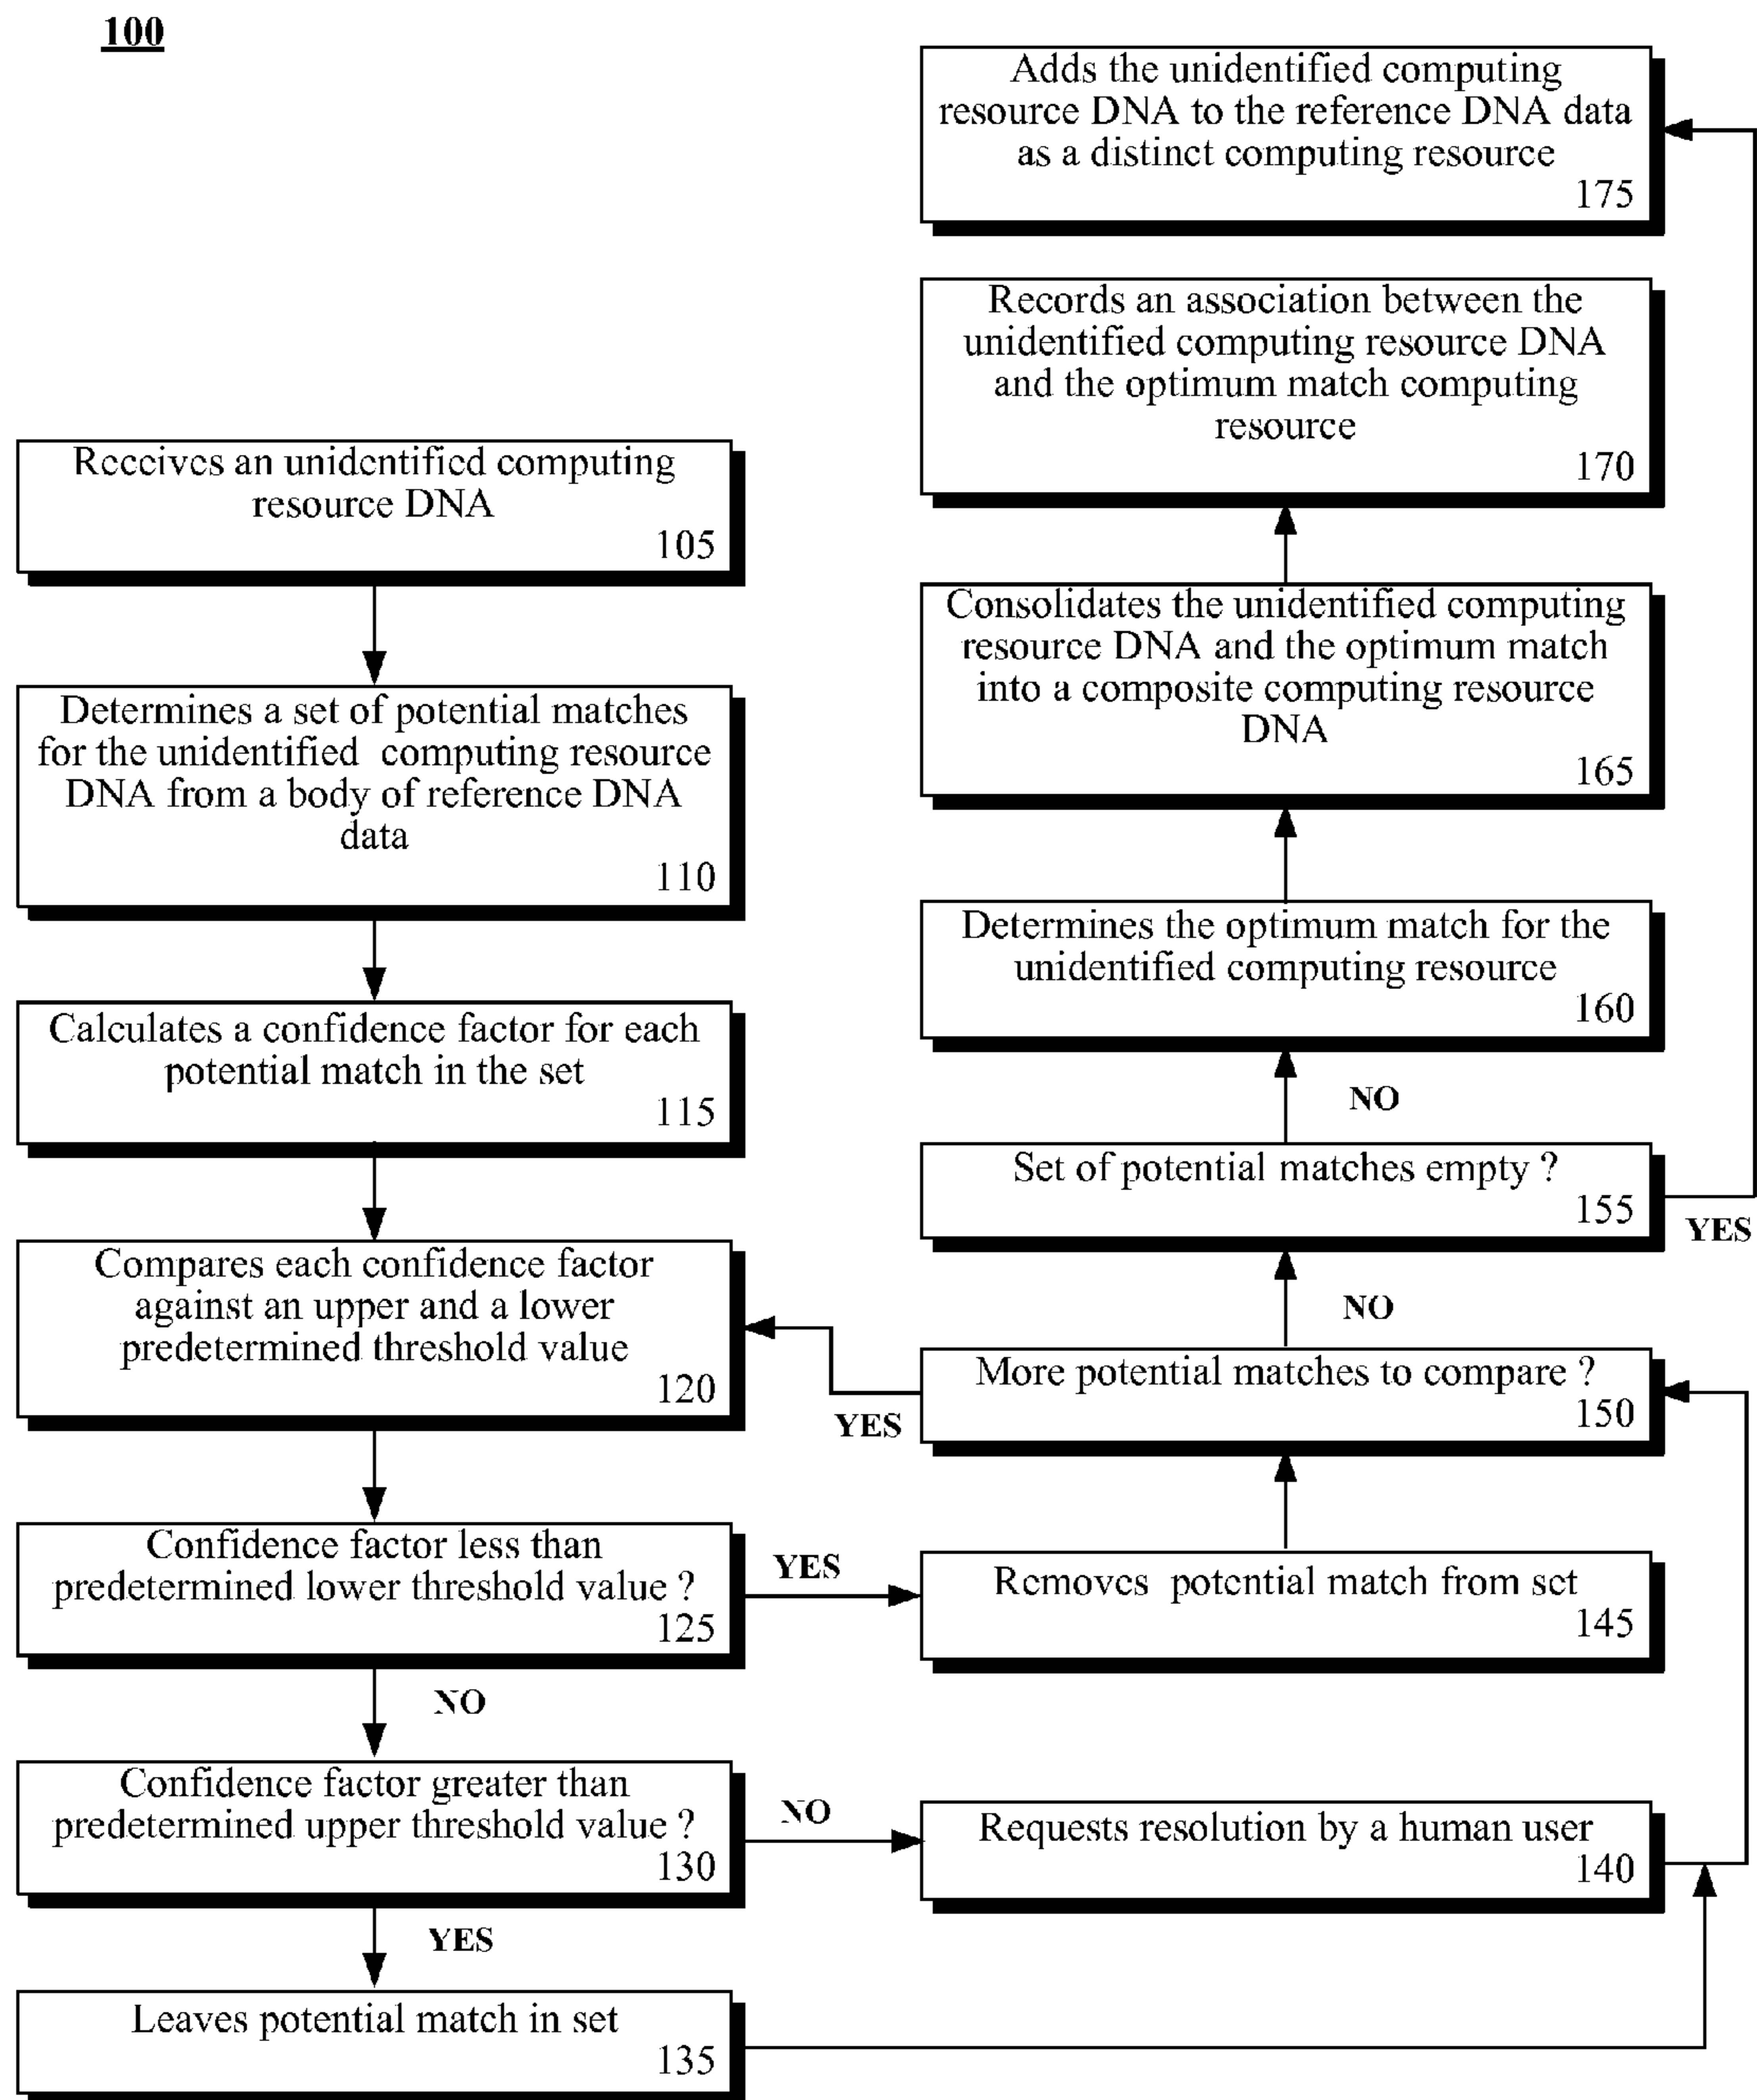 100
Receives an unidentified computing
resource DNA
105
Determines a set of potential matches
for the unidentified computing resource
DNA from a body of reference DNA
data
110
Calculates a confidence factor for each
potential match in the set
115
Compares each confidence factor
against an upper and a lower
predetermined threshold value
120
Confidence factor less than
predetermined lower threshold value ?
125
YES
NO
Confidence factor greater than
predetermined upper threshold value ?
130
NO
YES
Leaves potential match in set
135
Requests resolution by a human user
140
Removes potential match from set
145
More potential matches to compare ?
150
YES
NO
Set of potential matches empty ?
155
YES
NO
Determines the optimum match for the
unidentified computing resource
160
Consolidates the unidentified computing
resource DNA and the optimum match
into a composite computing resource
DNA
165
Records an association between the
unidentified computing resource DNA
and the optimum match computing
resource
170
Adds the unidentified computing
resource DNA to the reference DNA data
as a distinct computing resource
175